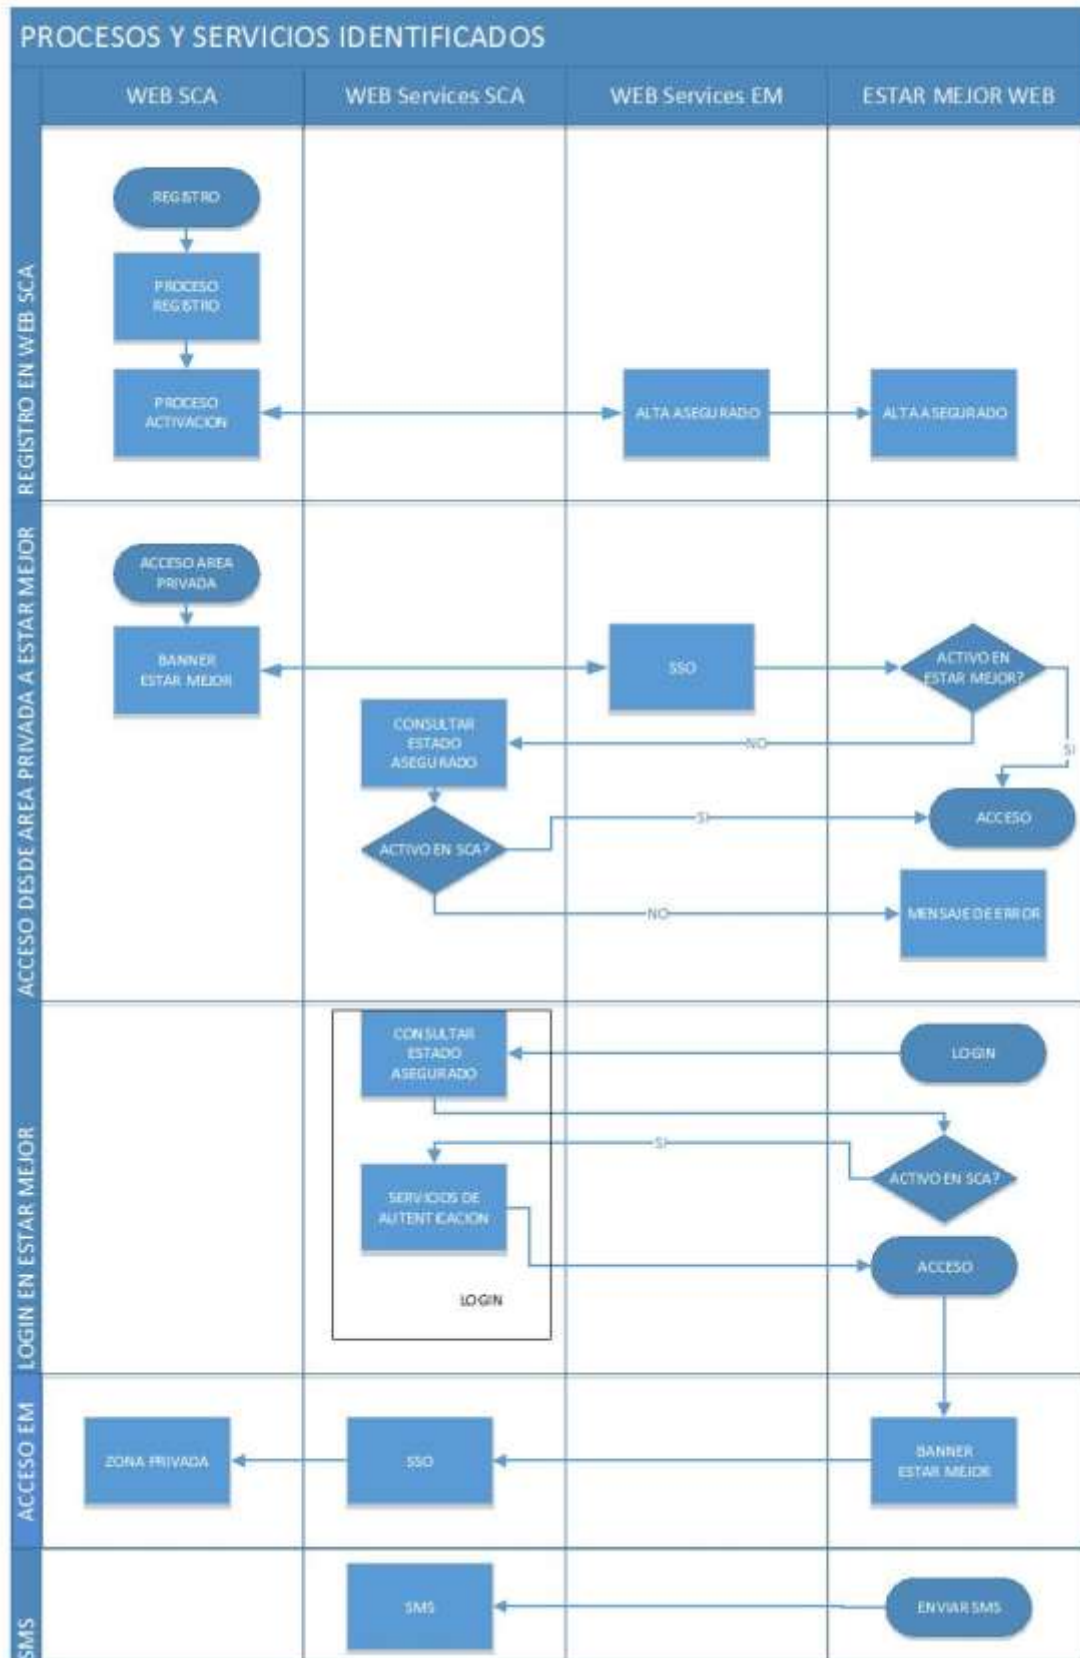 PROCESOS Y SERVICIOS IDENTIFICADOS
WEB SCA
WEB Services SCA
WEB Services EM
ESTAR MEJOR WEB
REGISTRO EN WEB SCA
REGISTRO
PROCESO
REGISTRO
PROCESO
ACTIVACION
ALTA ASEGURADO
ALTA ASEGURADO
ACCESO DESDE AREA PRIVADA A ESTAR MEJOR
ACCESO AREA
PRIVADA
BANNER
ESTAR MEJOR
SSO
ACTIVO EN
ESTAR MEJOR?
CONSULTAR
ESTADO
ASEGURADO
NO
SI
ACTIVO EN SCA?
SI
ACCESO
NO
MENSAJE DE ERROR
LOGIN EN ESTAR MEJOR
CONSULTAR
ESTADO
ASEGURADO
LOGIN
SI
ACTIVO EN SCA?
SERVICIOS DE
AUTENTICACION
ACCESO
LOGIN
ACCESO EM
ZONA PRIVADA
SSO
BANNER
ESTAR MEJOR
SMS
SMS
ENVIAR SMS